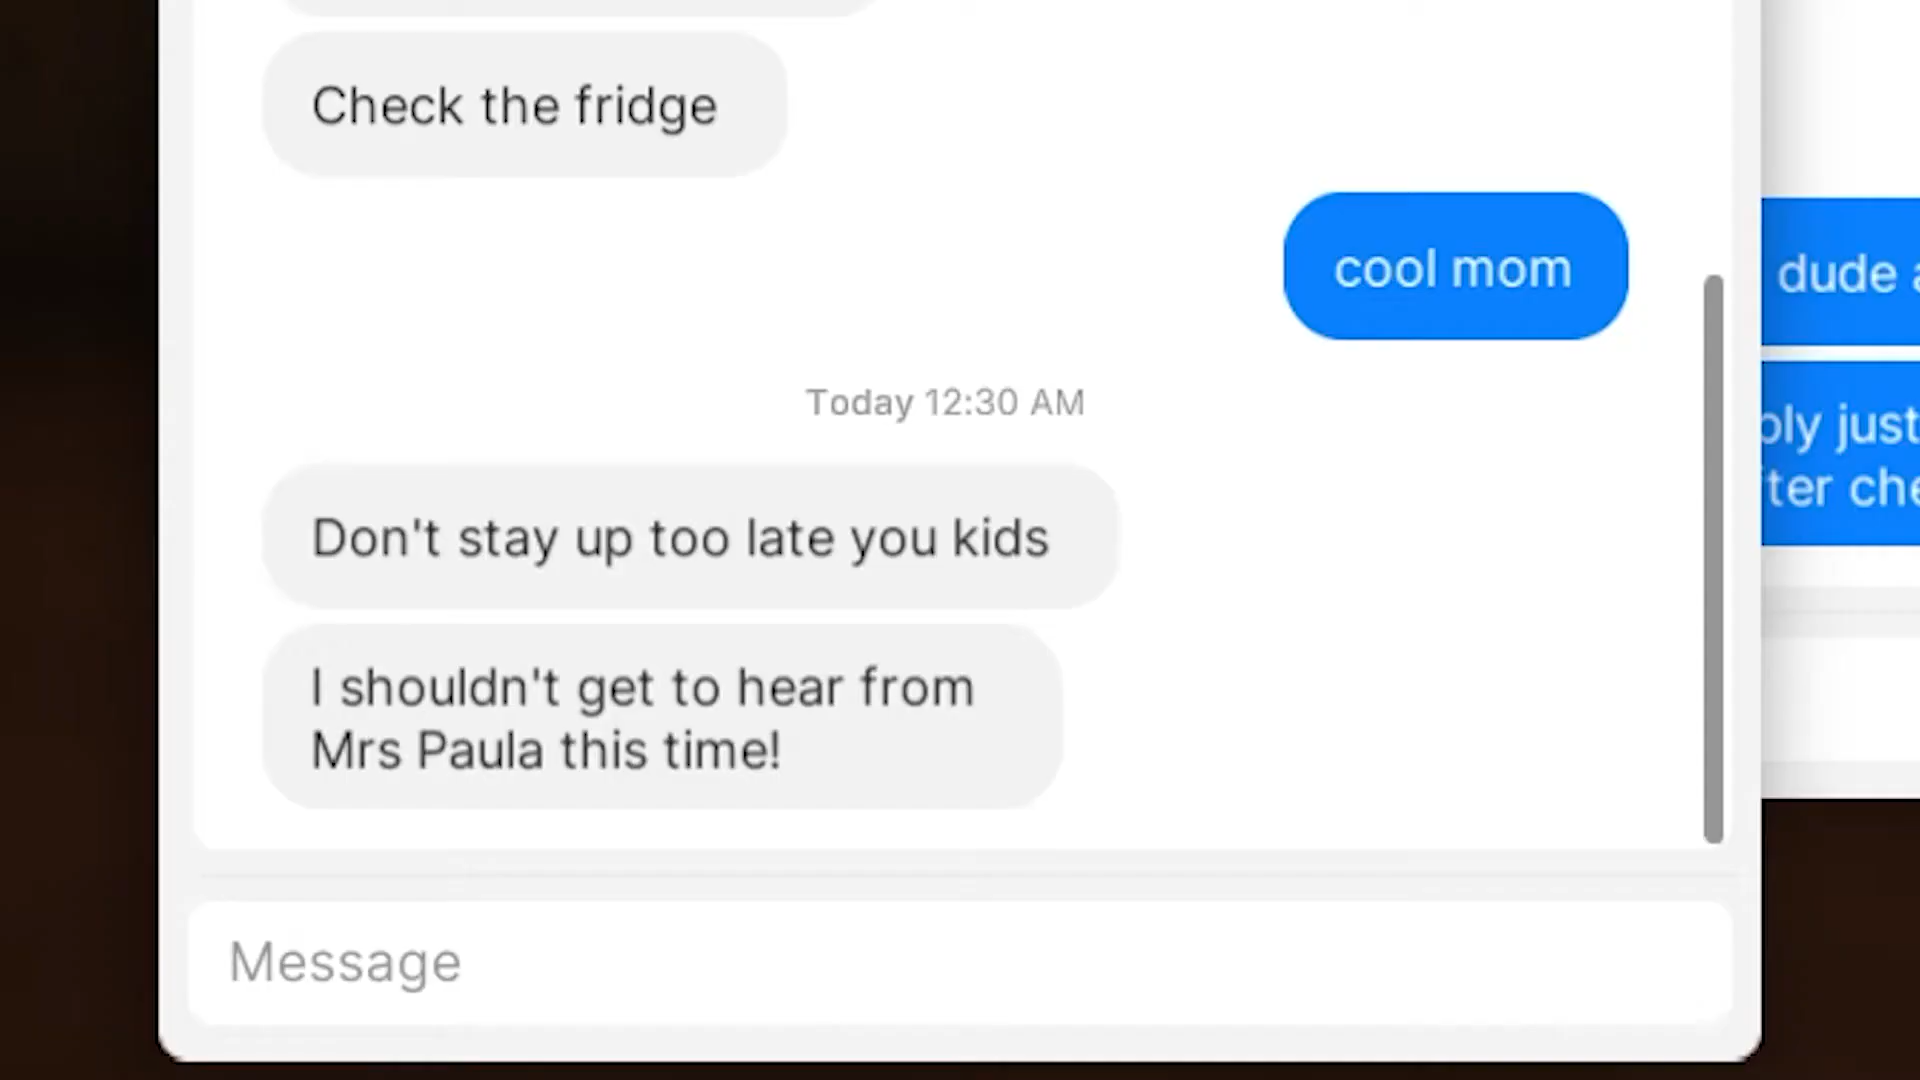 Check the fridge
cool mom
Today 12:30 AM
Don't stay up too late you kids
I shouldn't get to hear from
Mrs Paula this time!
Message
dude
just